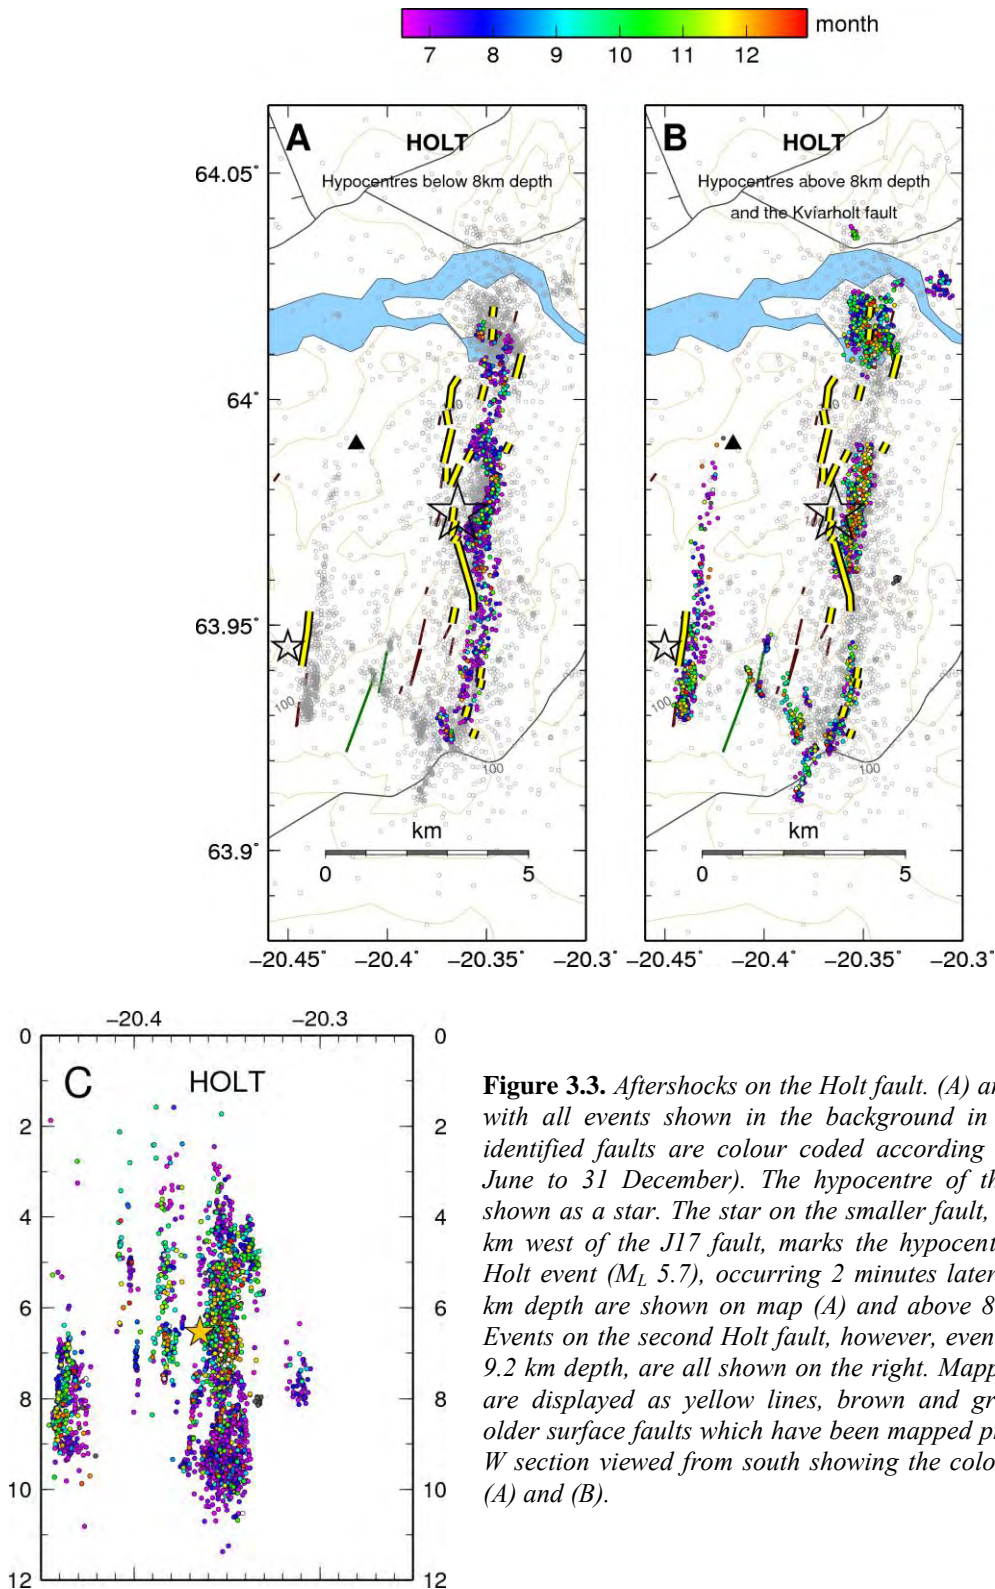 month
7 8 9 10 11 12
A
HOLT
Hypocentres below 8km depth
B
HOLT
Hypocentres above 8km depth
and the Kvíarholt fault
64.05°
64°
63.95°
63.9°
100
100
100
100
km
0 5
km
0 5
−20.45° −20.4° −20.35° −20.3°
−20.45° −20.4° −20.35° −20.3°
−20.4 −20.3
0 0
C
HOLT
2 2
4 4
6 6
8 8
10 10
12 12
Figure 3.3. Aftershocks on the Holt fault. (A) an
with all events shown in the background in
identified faults are colour coded according
June to 31 December). The hypocentre of th
shown as a star. The star on the smaller fault,
km west of the J17 fault, marks the hypocent
Holt event (ML 5.7), occurring 2 minutes later
km depth are shown on map (A) and above 8
Events on the second Holt fault, however, even
9.2 km depth, are all shown on the right. Mapp
are displayed as yellow lines, brown and gr
older surface faults which have been mapped p
W section viewed from south showing the colo
(A) and (B).